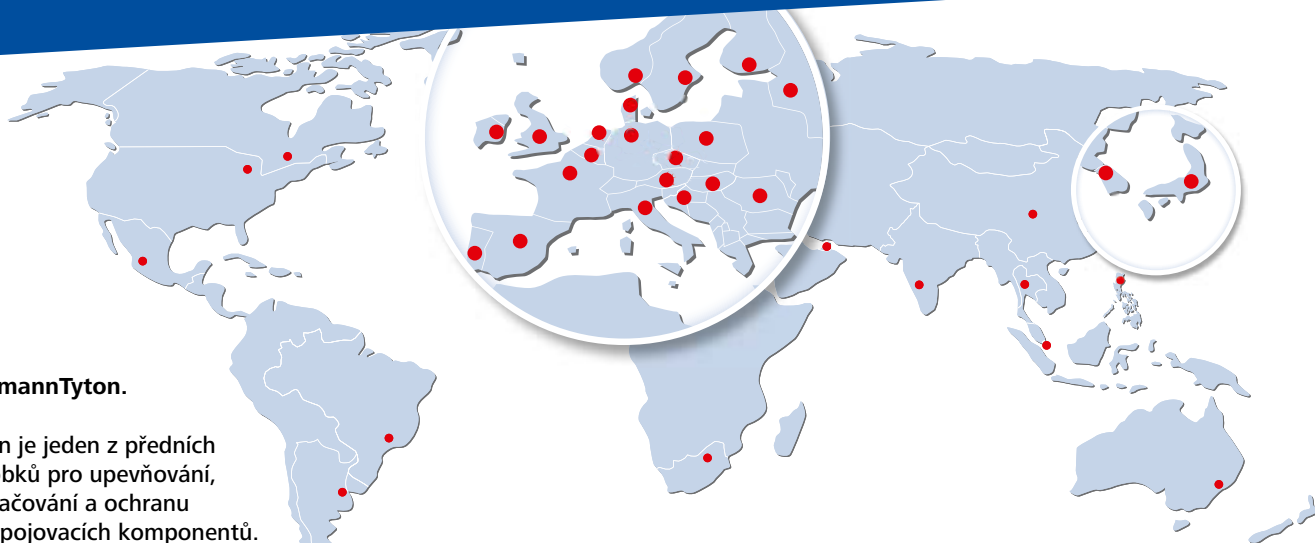 mannTyton.
n je jeden z předních
bků pro upevňování,
ačování a ochranu
pojovacích komponentů.